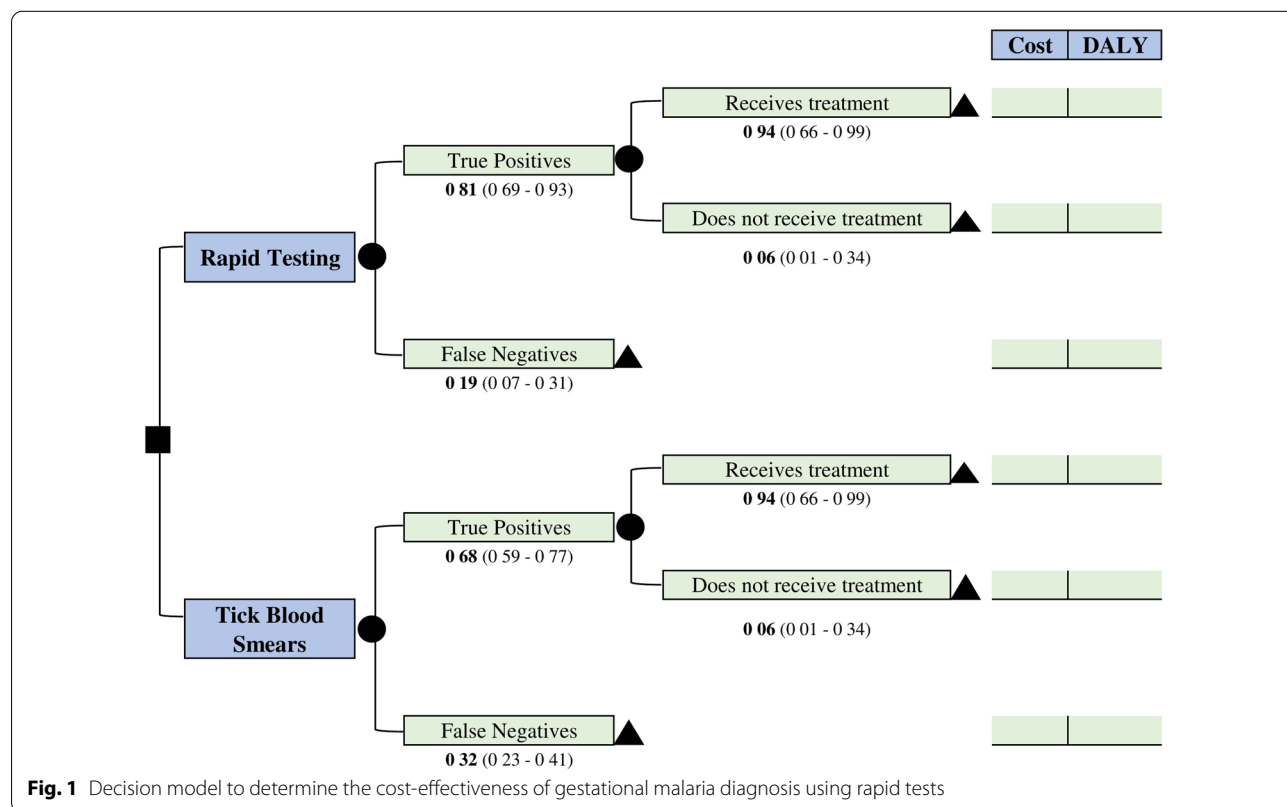 Cost DALY
Receives treatment
0 94 (0 66 - 0 99)
True Positives
0 81 (0 69 - 0 93)
Does not receive treatment
0 06 (0 01 - 0 34)
Rapid Testing
False Negatives
0 19 (0 07 - 0 31)
Receives treatment
0 94 (0 66 - 0 99)
True Positives
0 68 (0 59 - 0 77)
Does not receive treatment
0 06 (0 01 - 0 34)
Tick Blood
Smears
False Negatives
0 32 (0 23 - 0 41)
Fig. 1 Decision model to determine the cost-effectiveness of gestational malaria diagnosis using rapid tests